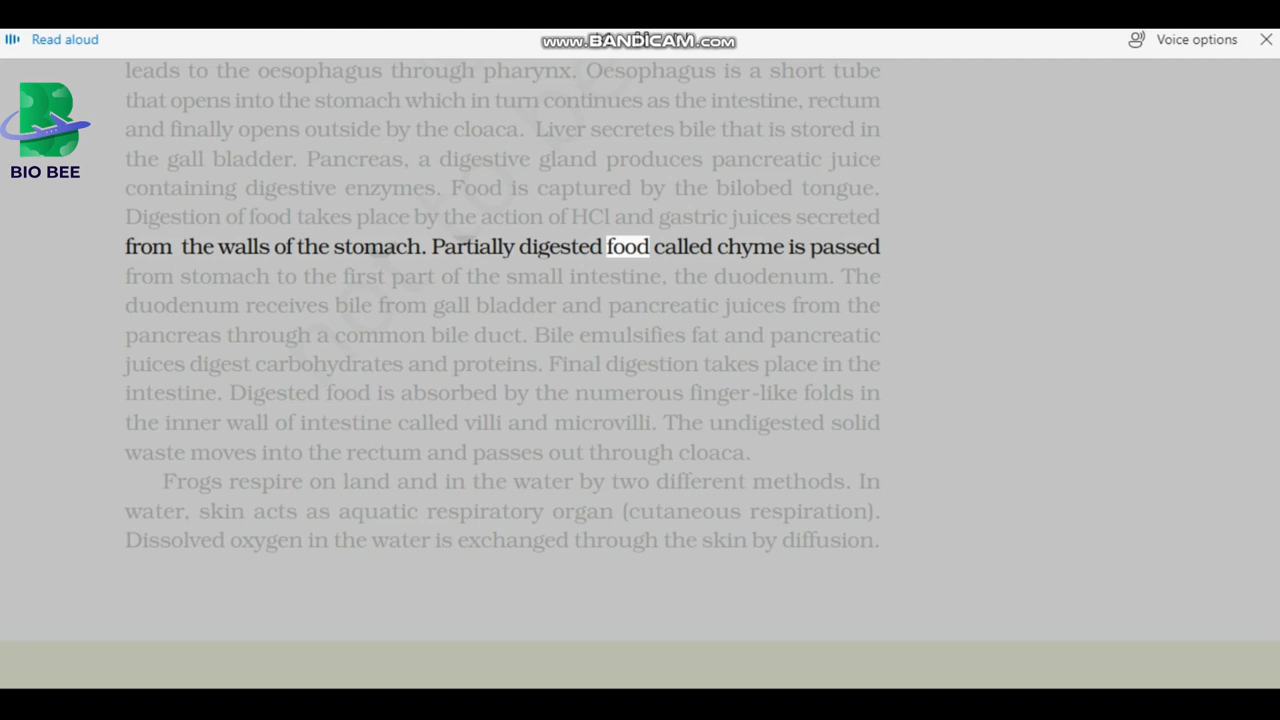 Read aloud
www.BANDICAM.com
Voice options
BIO BEE
leads to the oesophagus through pharynx. Oesophagus is a short tube
that opens into the stomach which in turn continues as the intestine, rectum
and finally opens outside by the cloaca. Liver secretes bile that is stored in
the gall bladder. Pancreas, a digestive gland produces pancreatic juice
containing digestive enzymes. Food is captured by the bilobed tongue.
Digestion of food takes place by the action of HCl and gastric juices secreted
from the walls of the stomach. Partially digested food called chyme is passed
from stomach to the first part of the small intestine, the duodenum. The
duodenum receives bile from gall bladder and pancreatic juices from the
pancreas through a common bile duct. Bile emulsifies fat and pancreatic
juices digest carbohydrates and proteins. Final digestion takes place in the
intestine. Digested food is absorbed by the numerous finger-like folds in
the inner wall of intestine called villi and microvilli. The undigested solid
waste moves into the rectum and passes out through cloaca.
Frogs respire on land and in the water by two different methods. In
water, skin acts as aquatic respiratory organ (cutaneous respiration).
Dissolved oxygen in the water is exchanged through the skin by diffusion.